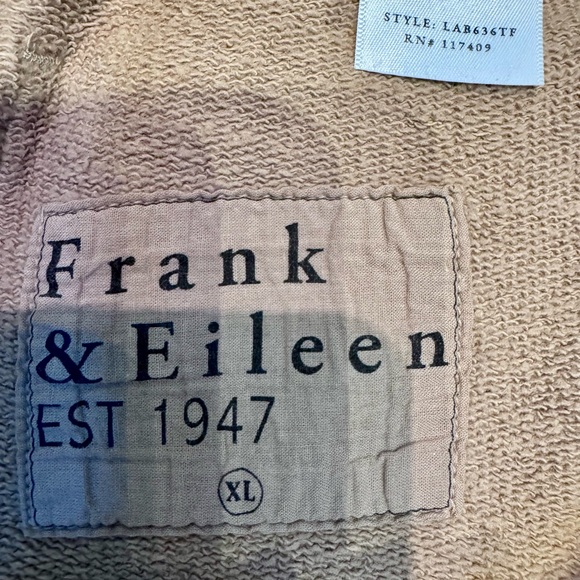 STYLE: LAB636TF
RN# 117409
Frank
& Eileen
EST 1947
XL